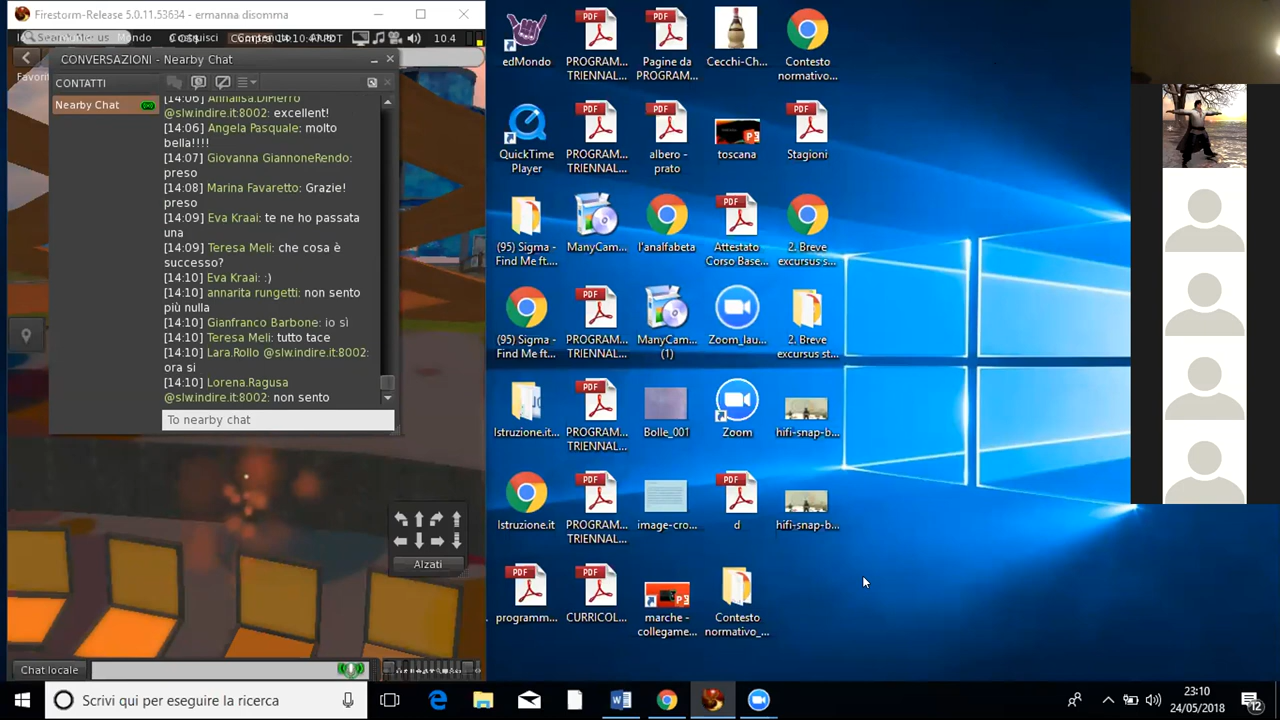 Firestorm-Release 5.0.11.53634 - ermanna disomma
Mondo
10.4
CONVERSAZIONI - Nearby Chat
CONTATTI
Nearby Chat
[14:06] Annalisa.DiPierro
@slw.indire.it:8002: excellent!
[14:06] Angela Pasquale: molto
bella!!!!
[14:07] Giovanna GiannoneRendo:
preso
[14:08] Marina Favaretto: Grazie!
preso
[14:09] Eva Kraai: te ne ho passata
una
[14:09] Teresa Meli: che cosa è
successo?
[14:10] Eva Kraai: :)
[14:10] annarita rungetti: non sento
più nulla
[14:10] Gianfranco Barbone: io sì
[14:10] Teresa Meli: tutto tace
[14:10] Lara.Rollo @slw.indire.it:8002:
ora si
[14:10] Lorena.Ragusa
@slw.indire.it:8002: non sento
To nearby chat
Alzati
Chat locale
edMondo
PROGRAM...
TRIENNAL...
Pagine da
PROGRAM...
Cecchi-Ch...
Contesto
normativo...
QuickTime
Player
PROGRAM...
TRIENNAL...
albero -
prato
toscana
Stagioni
(95) Sigma -
Find Me ft....
ManyCam...
l'analfabeta
Attestato
Corso Base...
2. Breve
excursus s...
(95) Sigma -
Find Me ft....
PROGRAM...
TRIENNAL...
ManyCam...
(1)
Zoom_lau...
2. Breve
excursus st...
Istruzione.it...
PROGRAM...
TRIENNAL...
Bolle_001
Zoom
hifi-snap-b...
Istruzione.it
PROGRAM...
TRIENNAL...
image-cro...
d
hifi-snap-b...
programm...
CURRICOL...
marche -
collegame...
Contesto
normativo_...
Scrivi qui per eseguire la ricerca
23:10
24/05/2018
12